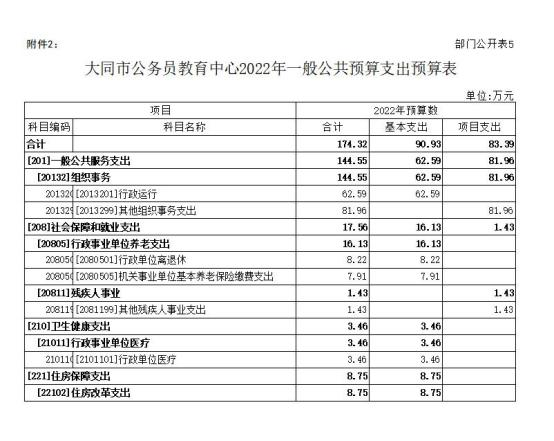 附件2：
部门公开表5
大同市公务员教育中心2022年一般公共预算支出预算表
单位:万元
项目 2022年预算数
科目编码 科目名称 合计 基本支出 项目支出
合计 174.32 90.93 83.39
[201]一般公共服务支出 144.55 62.59 81.96
[20132]组织事务 144.55 62.59 81.96
201320 [2013201]行政运行 62.59 62.59
201329 [2013299]其他组织事务支出 81.96 81.96
[208]社会保障和就业支出 17.56 16.13 1.43
[20805]行政事业单位养老支出 16.13 16.13
208050 [2080501]行政单位离退休 8.22 8.22
208050 [2080505]机关事业单位基本养老保险缴费支出 7.91 7.91
[20811]残疾人事业 1.43 1.43
208119 [2081199]其他残疾人事业支出 1.43 1.43
[210]卫生健康支出 3.46 3.46
[21011]行政事业单位医疗 3.46 3.46
210110 [2101101]行政单位医疗 3.46 3.46
[221]住房保障支出 8.75 8.75
[22102]住房改革支出 8.75 8.75